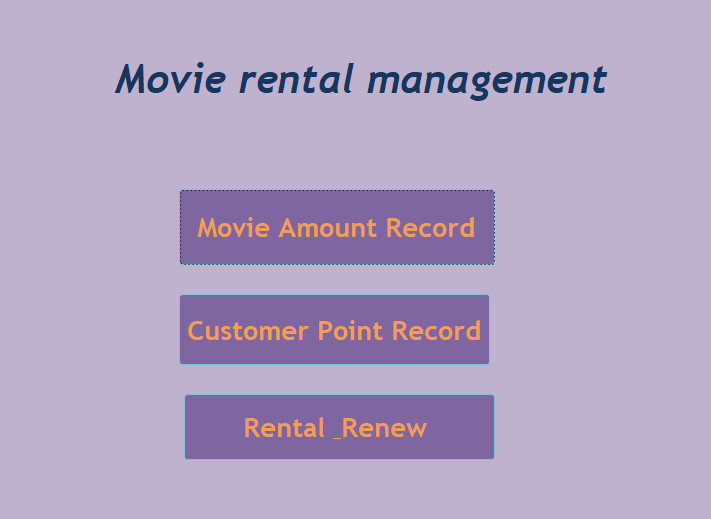 Movie rental management
Movie Amount Record
Customer Point Record
Rental _Renew